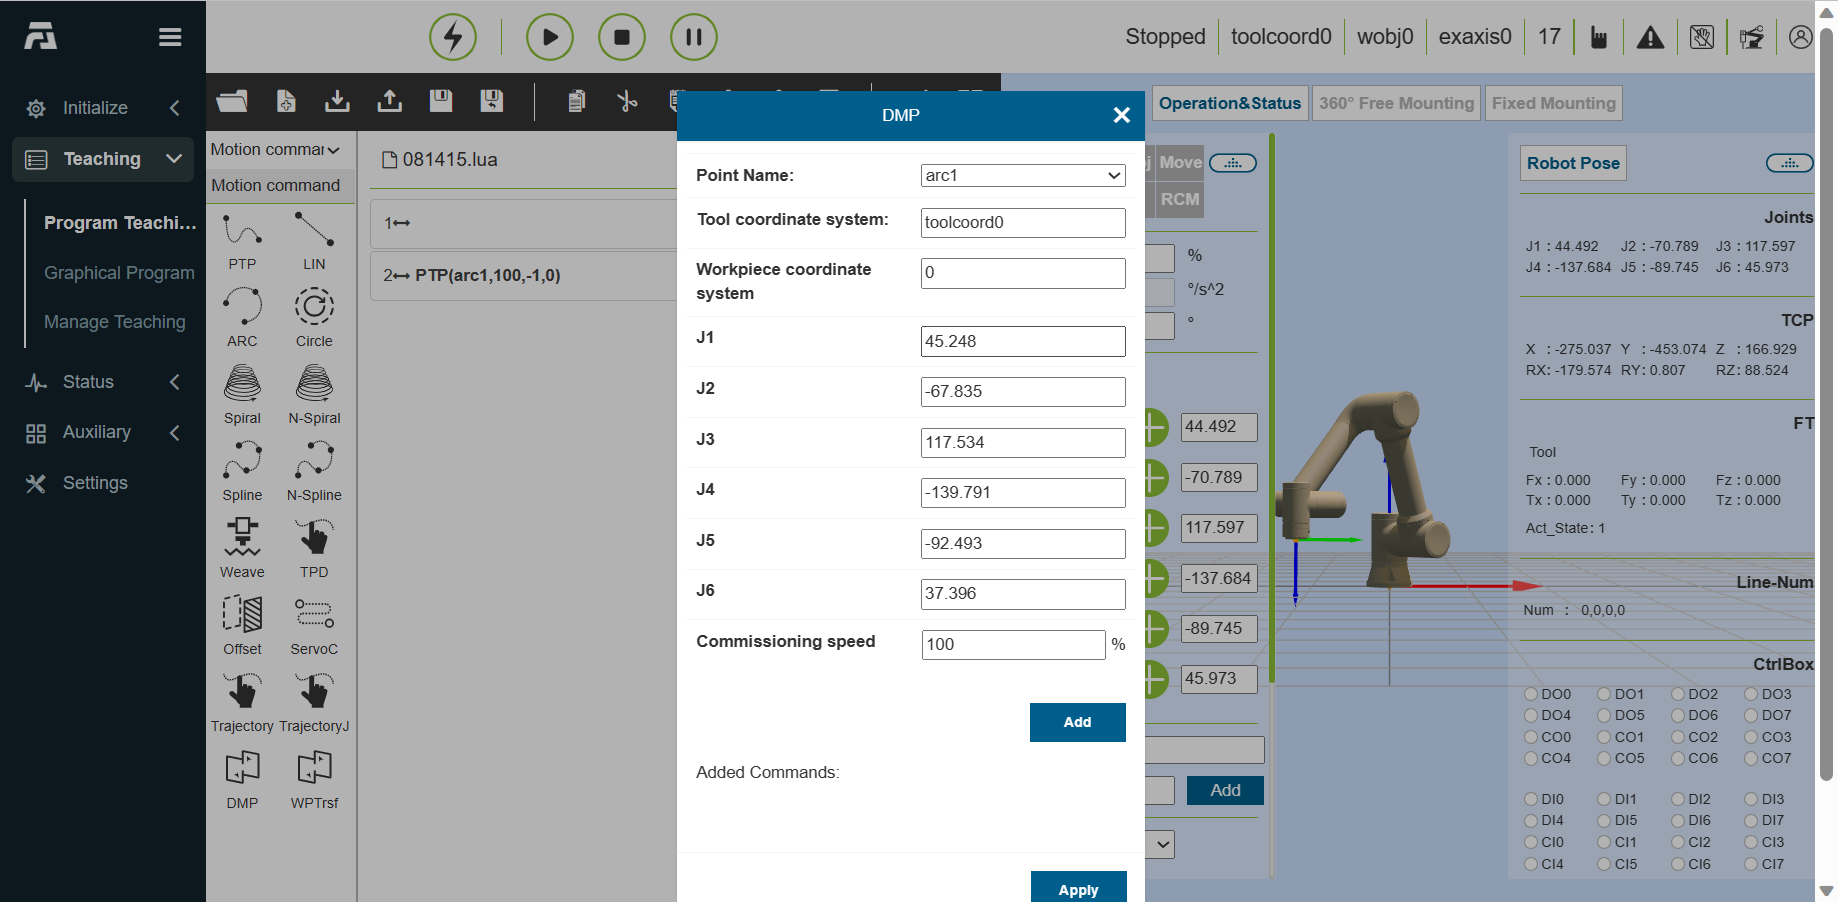 Stopped
toolcoord0
wobj0
exaxis0
17
Initialize
Teaching
Program Teachi...
Graphical Program
Manage Teaching
Status
Auxiliary
Settings
Motion commar
Motion command
PTP
LIN
ARC
Circle
Spiral
N-Spiral
Spline
N-Spline
Weave
TPD
Offset
ServoC
Trajectory
TrajectoryJ
DMP
WPTrsf
081415.lua
1
2 PTP(arc1,100,-1,0)
DMP
Point Name: arc1
Tool coordinate system: toolcoord0
Workpiece coordinate system 0
J1 45.248
J2 -67.835
J3 117.534
J4 -139.791
J5 -92.493
J6 37.396
Commissioning speed 100 %
Add
Added Commands:
Apply
Operation&Status
360° Free Mounting
Fixed Mounting
Move
RCM
%
°/s^2
°
44.492
-70.789
117.597
-137.684
-89.745
45.973
Add
Robot Pose
Joints
J1 : 44.492 J2 : -70.789 J3 : 117.597
J4 : -137.684 J5 : -89.745 J6 : 45.973
TCP
X : -275.037 Y : -453.074 Z : 166.929
RX: -179.574 RY: 0.807 RZ: 88.524
FT
Tool
Fx : 0.000 Fy : 0.000 Fz : 0.000
Tx : 0.000 Ty : 0.000 Tz : 0.000
Act_State: 1
Line-Num
Num : 0,0,0,0
CtrlBox
DO0 DO1 DO2 DO3
DO4 DO5 DO6 DO7
CO0 CO1 CO2 CO3
CO4 CO5 CO6 CO7
DI0 DI1 DI2 DI3
DI4 DI5 DI6 DI7
CI0 CI1 CI2 CI3
CI4 CI5 CI6 CI7